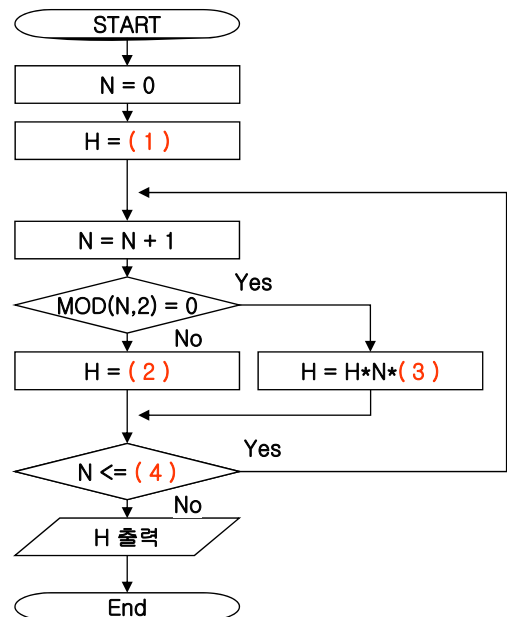 START
N = 0
H = ( 1 )
N = N + 1
MOD(N,2) = 0
Yes
No
H = ( 2 )
H = H*N*( 3 )
N <= ( 4 )
Yes
No
H 출력
End